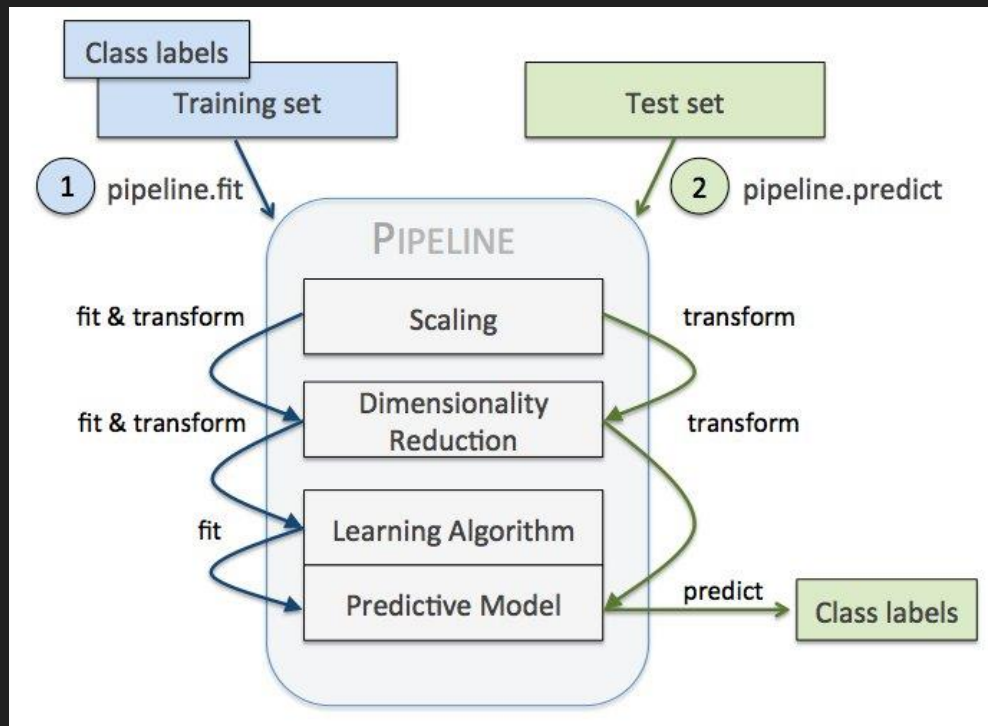 Class labels
Training set
Test set
1
pipeline.fit
2
pipeline.predict
PIPELINE
fit & transform
Scaling
transform
fit & transform
Dimensionality
Reduction
transform
fit
Learning Algorithm
Predictive Model
predict
Class labels